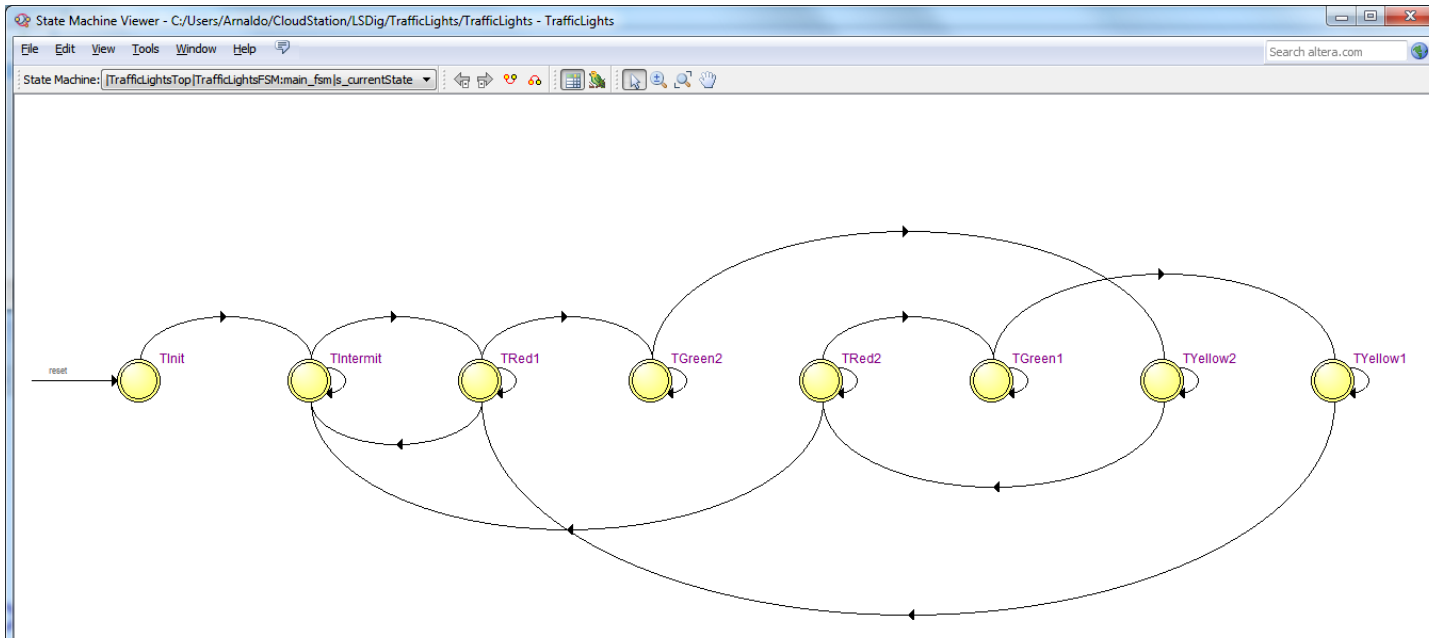 State Machine Viewer - C:/Users/Arnaldo/CloudStation/LSDig/TrafficLights/TrafficLights - TrafficLights
File Edit View Tools Window Help
Search altera.com
State Machine: |TrafficLightsTop|TrafficLightsFSM:main_fsm|s_currentState
reset
TInit
TIntermit
TRed1
TGreen2
TRed2
TGreen1
TYellow2
TYellow1